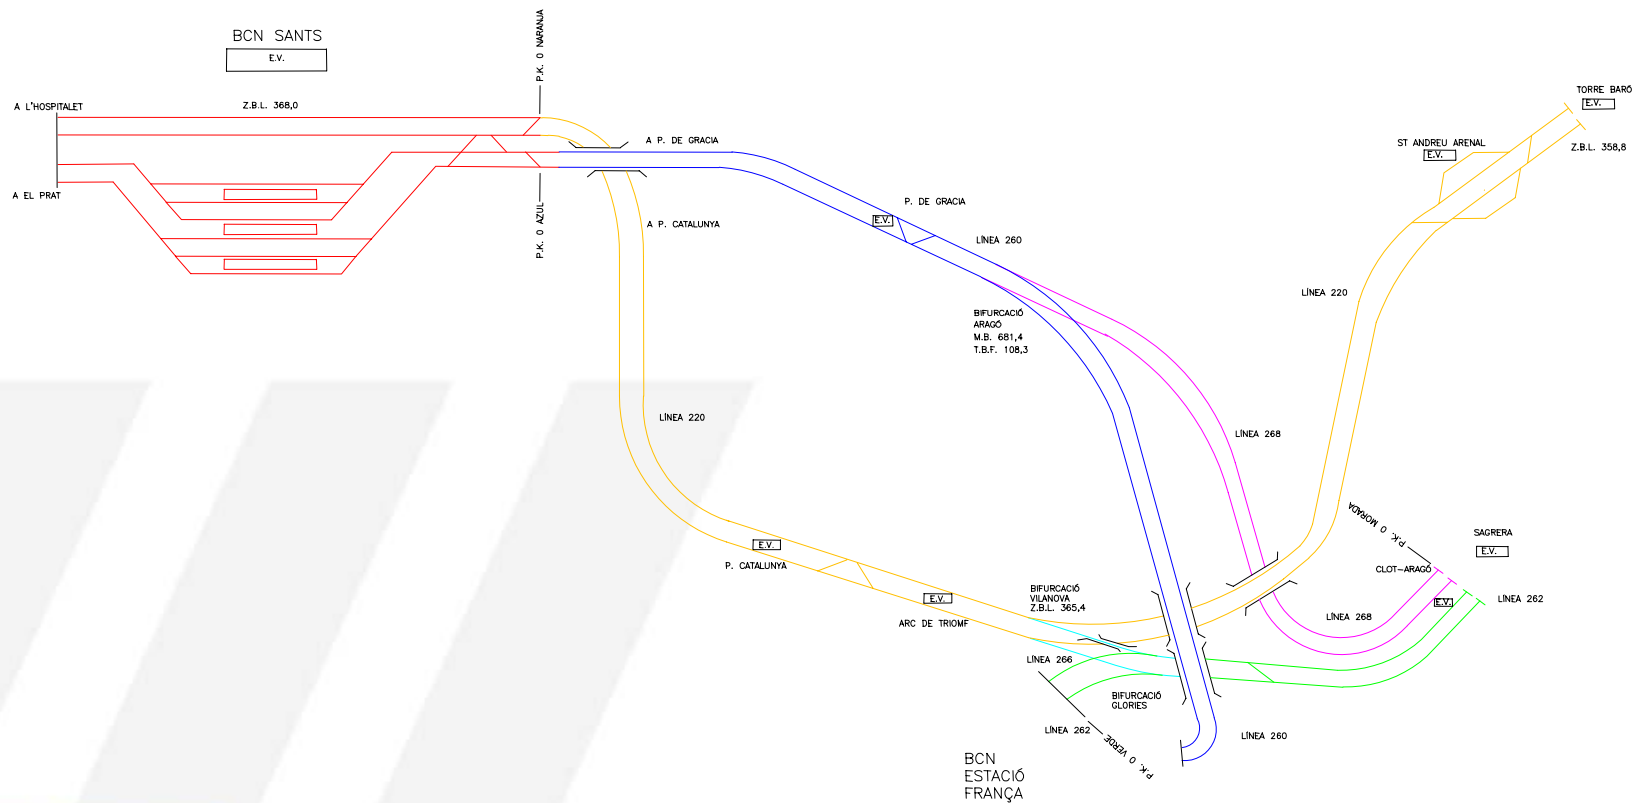 BCN SANTS
E.V.
P.K. 0 NARANJA
A L'HOSPITALET
Z.B.L. 368,0
A EL PRAT
P.K. 0 AZUL
A P. DE GRACIA
A P. CATALUNYA
P. DE GRACIA
E.V.
LÍNEA 260
BIFURCACIÓ
ARAGÓ
M.B. 681,4
T.B.F. 108,3
TORRE BARÓ
E.V.
ST ANDREU ARENAL
E.V.
Z.B.L. 358,8
LÍNEA 220
LÍNEA 220
LÍNEA 268
P.K. 0 MORADA
SAGRERA
E.V.
CLOT-ARAGÓ
E.V.
LÍNEA 262
LÍNEA 268
E.V.
P. CATALUNYA
E.V.
ARC DE TRIOMF
BIFURCACIÓ
VILANOVA
Z.B.L. 365,4
LÍNEA 266
BIFURCACIÓ
GLORIES
LÍNEA 262
P.K. 0 VERDE
LÍNEA 260
BCN
ESTACIÓ
FRANÇA